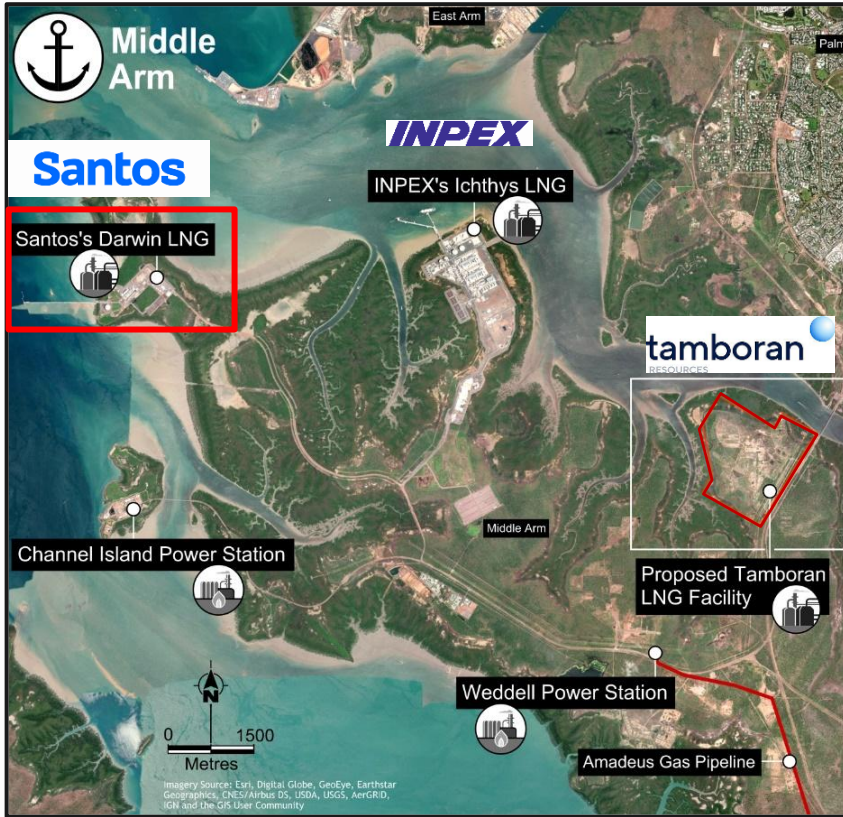 Middle
Arm
East Arm
Palm
INPEX
Santos
INPEX's Ichthys LNG
Santos's Darwin LNG
tamboran
RESOURCES
Middle Arm
Channel Island Power Station
Proposed Tamboran
LNG Facility
Weddell Power Station
N
0 1500
Metres
Amadeus Gas Pipeline
Imagery Source: Esri, Digital Globe, GeoEye, Earthstar
Geographics, CNES/Airbus DS, USDA, USGS, AerGRID,
IGN and the GIS User Community